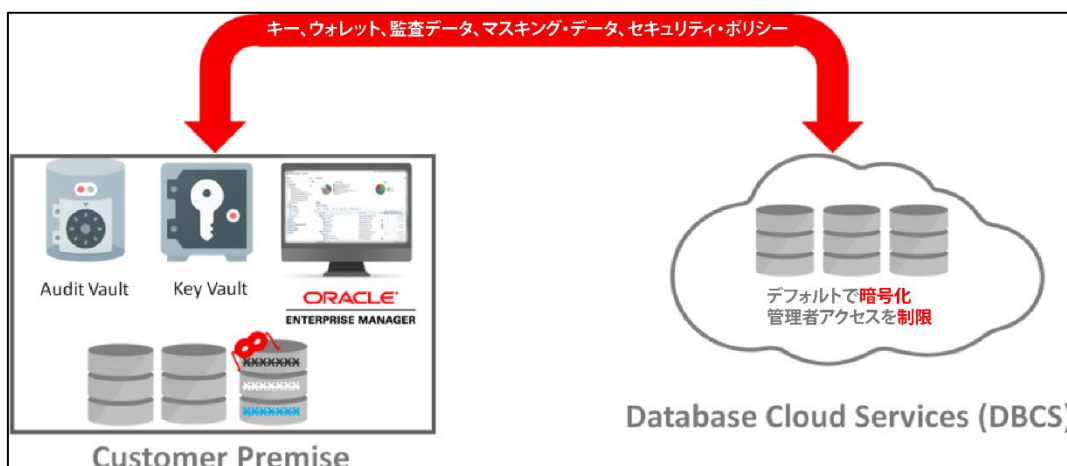 キー、ウォレット、監査データ、マスキング・データ、セキュリティ・ポリシー
Audit Vault
Key Vault
ORACLE®
ENTERPRISE MANAGER
XXXXXXX
XXXXXXX
XXXXXXX
Customer Premise
デフォルトで暗号化
管理者アクセスを制限
Database Cloud Services (DBCS)